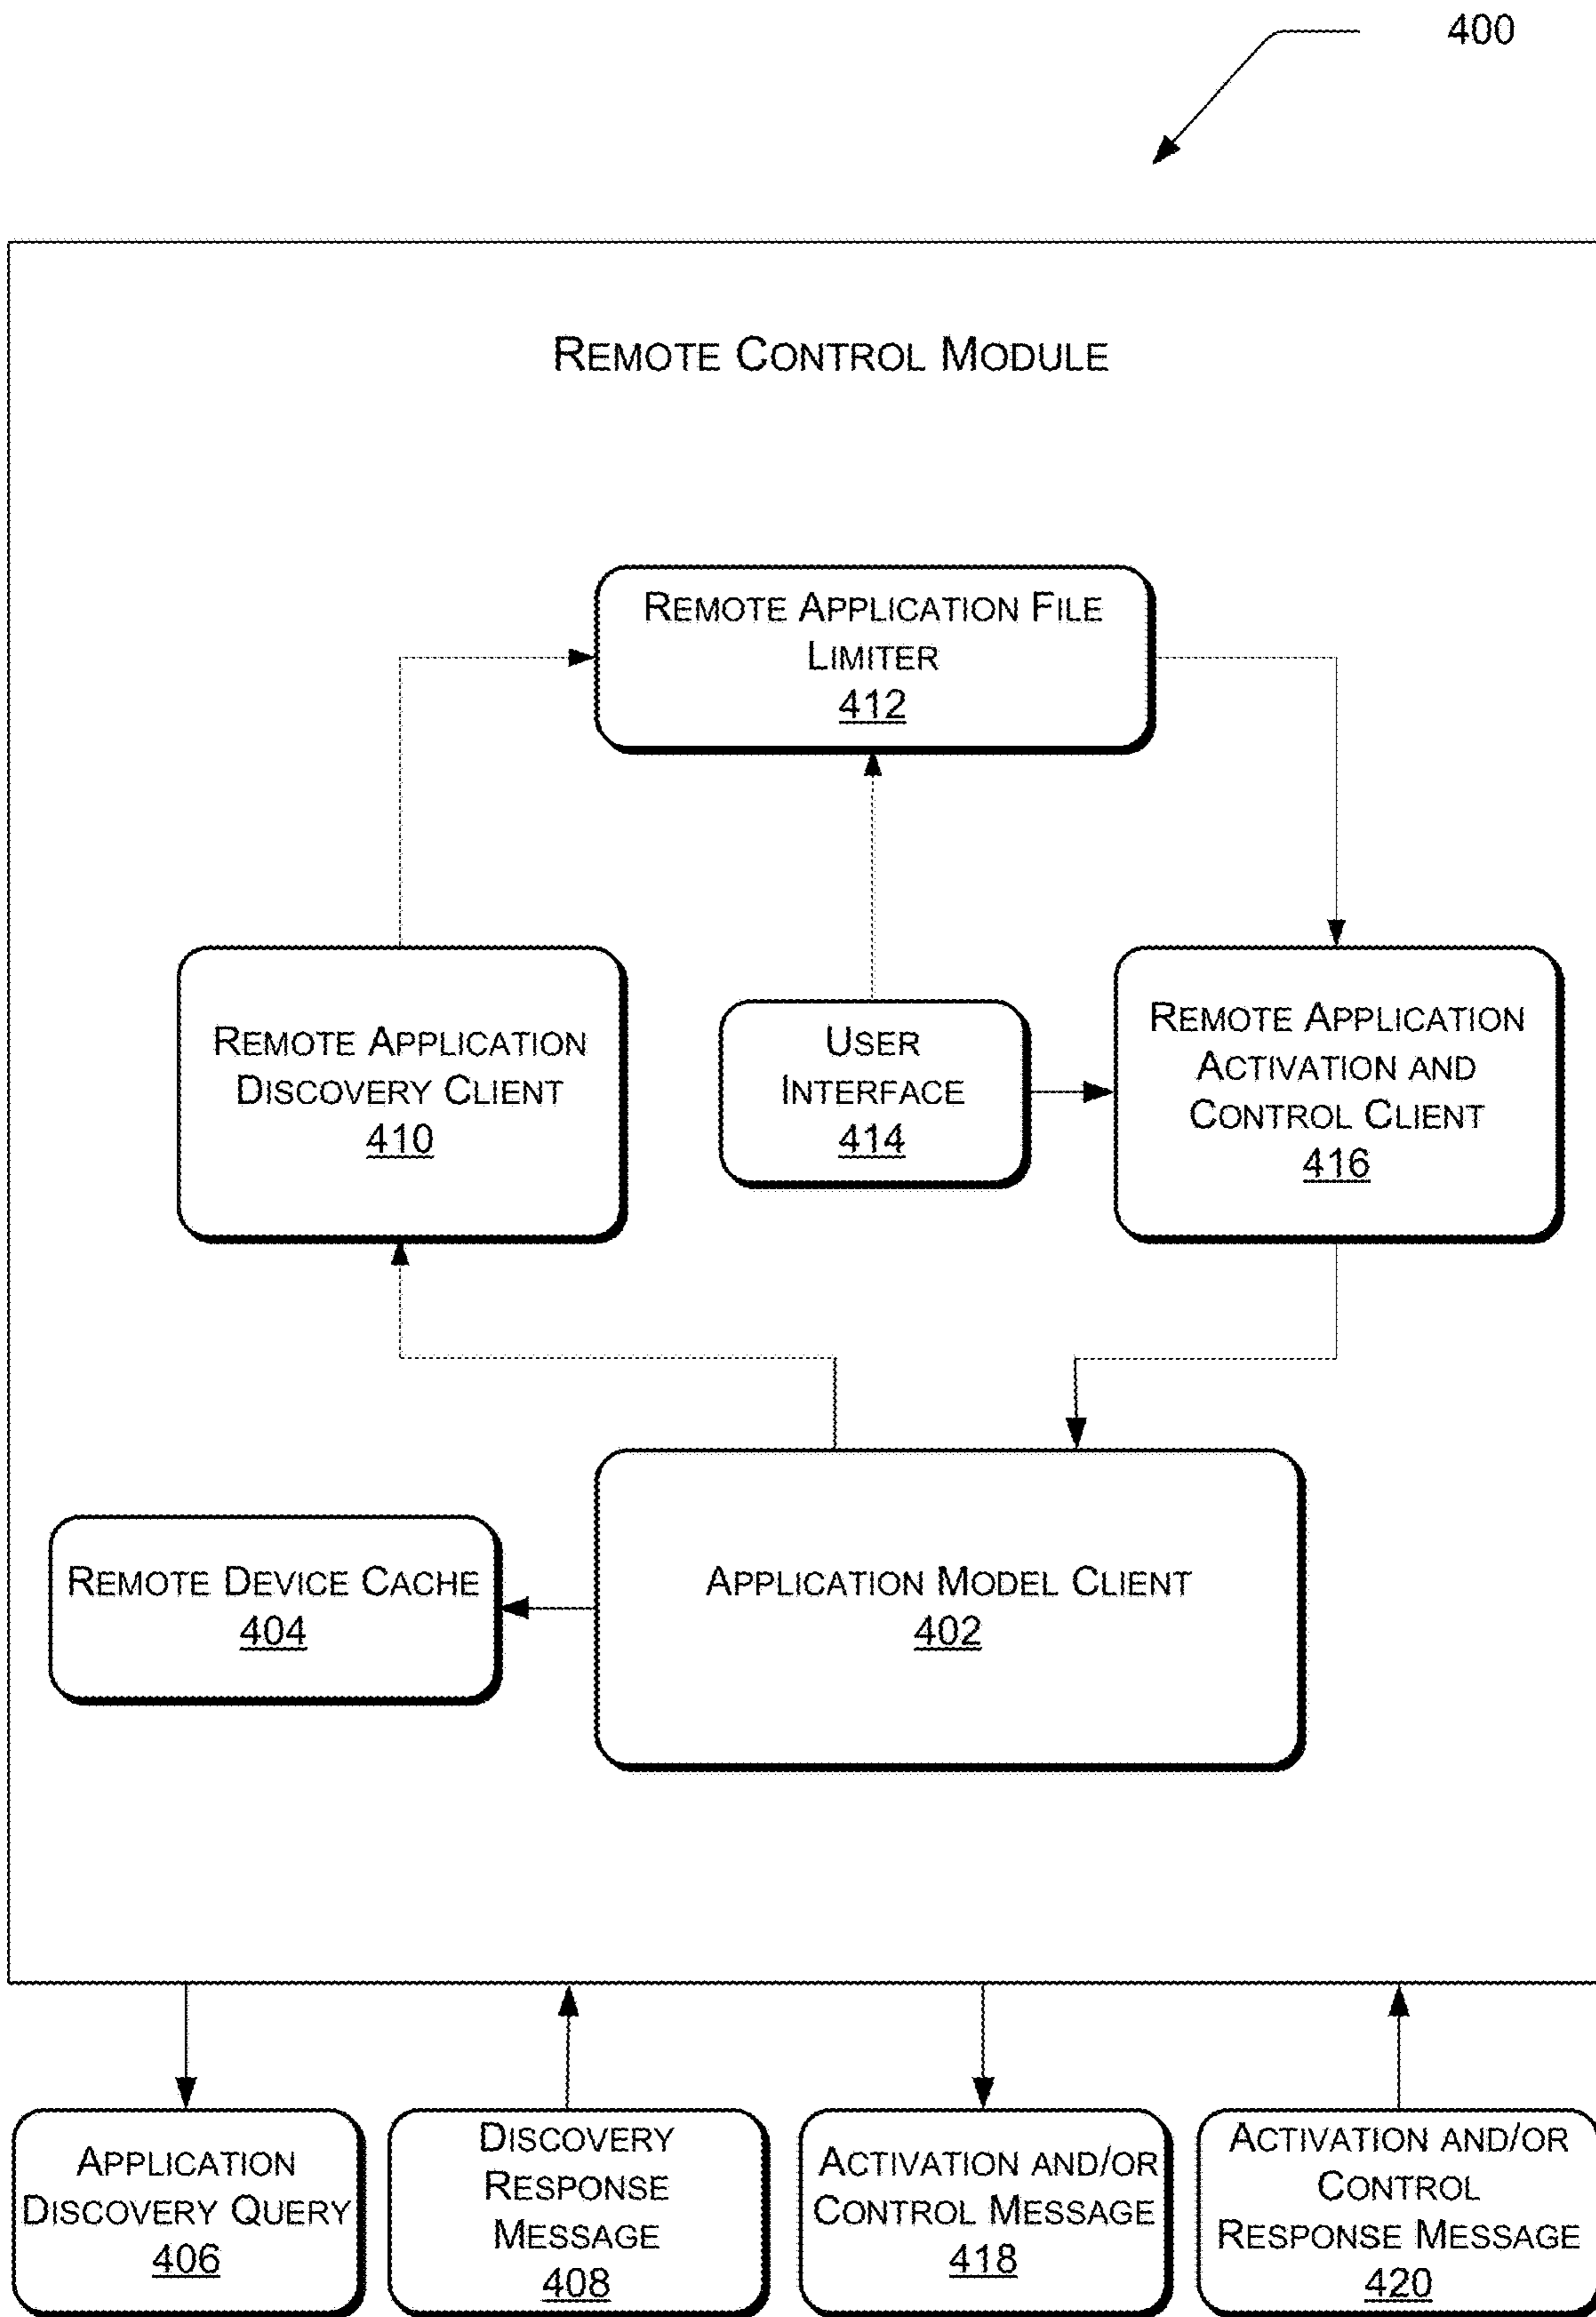 400
REMOTE CONTROL MODULE
REMOTE APPLICATION FILE
LIMITER
412
REMOTE APPLICATION
DISCOVERY CLIENT
410
USER
INTERFACE
414
REMOTE APPLICATION
ACTIVATION AND
CONTROL CLIENT
416
REMOTE DEVICE CACHE
404
APPLICATION MODEL CLIENT
402
APPLICATION
DISCOVERY QUERY
406
DISCOVERY
RESPONSE
MESSAGE
408
ACTIVATION AND/OR
CONTROL MESSAGE
418
ACTIVATION AND/OR
CONTROL
RESPONSE MESSAGE
420